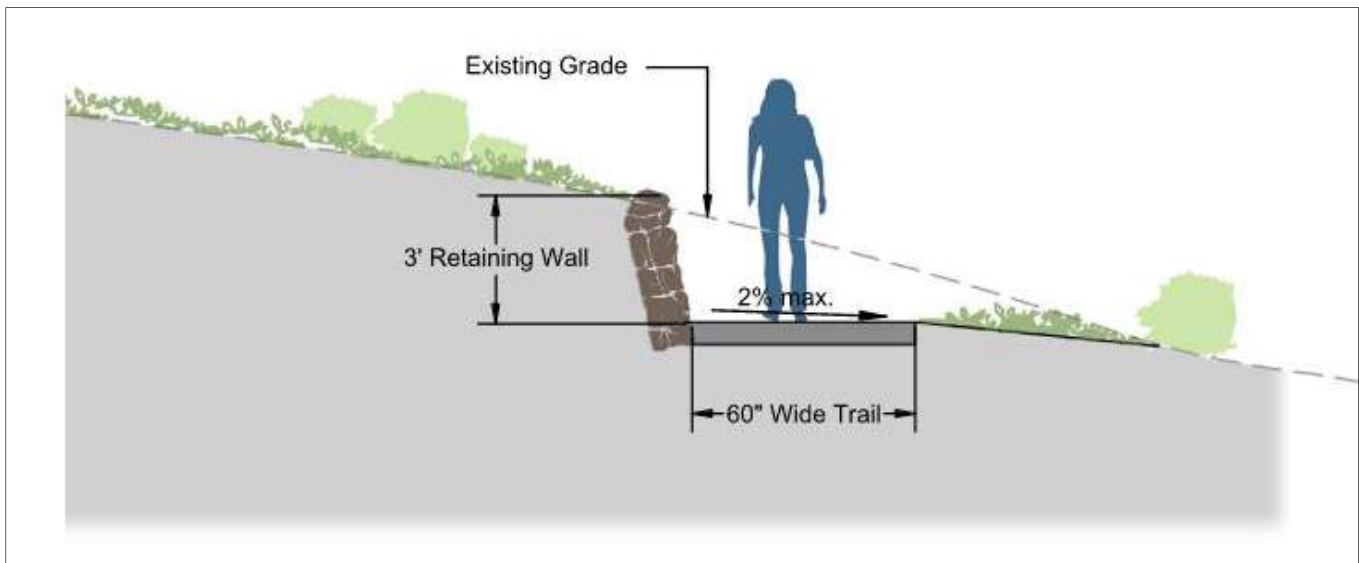 Existing Grade
3' Retaining Wall
2% max.
60" Wide Trail